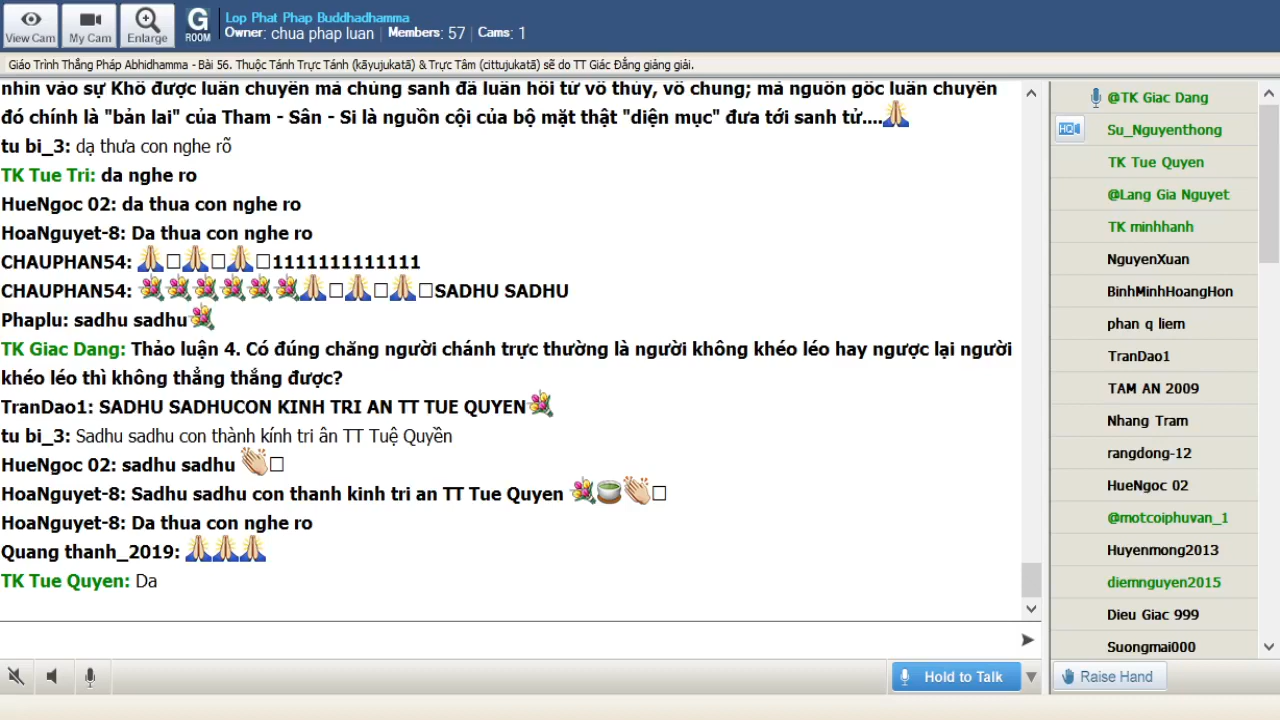 View Cam
My Cam
Enlarge
G
ROOM
Lop Phat Phap Buddhadhamma
Owner: chua phap luan | Members: 57 | Cams: 1
Giáo Trình Thắng Pháp Abhidhamma - Bài 56. Thuộc Tánh Trực Tánh (kāyujukatā) & Trực Tâm (cittujukatā) sẽ do TT Giác Đẳng giảng giải.
nhìn vào sự Khổ được luân chuyển mà chúng sanh đã luân hồi từ vô thủy, vô chung; mà nguồn gốc luân chuyển
đó chính là "bản lai" của Tham - Sân - Si là nguồn cội của bộ mặt thật "diện mục" đưa tới sanh tử....🙏
tu bi_3: dạ thưa con nghe rõ
TK Tue Tri: da nghe ro
HueNgoc 02: da thua con nghe ro
HoaNguyet-8: Da thua con nghe ro
CHAUPHAN54: 🙏□🙏□🙏□1111111111111
CHAUPHAN54: 💐💐💐💐💐💐🙏□🙏□🙏□SADHU SADHU
Phaplu: sadhu sadhu💐
TK Giac Dang: Thảo luận 4. Có đúng chăng người chánh trực thường là người không khéo léo hay ngược lại người
khéo léo thì không thẳng thắng được?
TranDao1: SADHU SADHUCON KINH TRI AN TT TUE QUYEN💐
tu bi_3: Sadhu sadhu con thành kính tri ân TT Tuệ Quyền
HueNgoc 02: sadhu sadhu 👏□
HoaNguyet-8: Sadhu sadhu con thanh kinh tri an TT Tue Quyen 💐🍵👏□
HoaNguyet-8: Da thua con nghe ro
Quang thanh_2019: 🙏🙏🙏
TK Tue Quyen: Da
Hold to Talk
@TK Giac Dang
HQ
Su_Nguyenthong
TK Tue Quyen
@Lang Gia Nguyet
TK minhhanh
NguyenXuan
BinhMinhHoangHon
phan q liem
TranDao1
TAM AN 2009
Nhang Tram
rangdong-12
HueNgoc 02
@motcoiphuvan_1
Huyenmong2013
diemnguyen2015
Dieu Giac 999
Suongmai000
Raise Hand